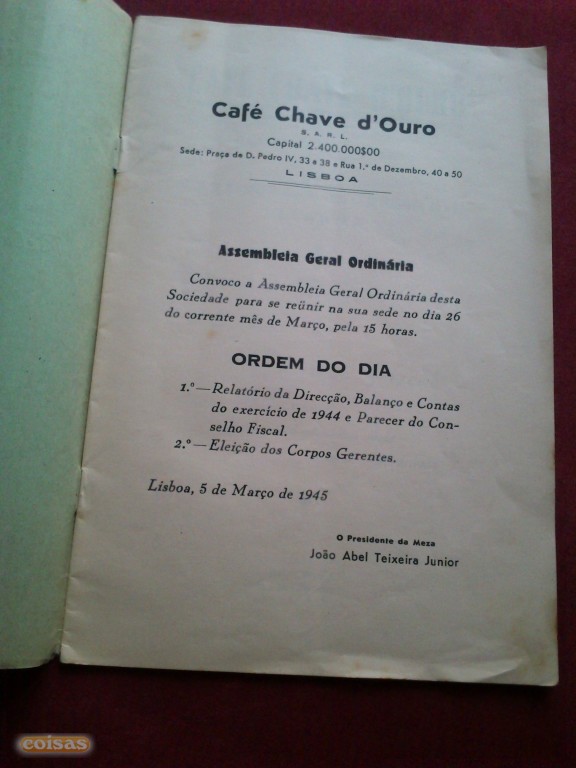 Café Chave d'Ouro
S. A. R. L.
Capital 2.400.000$00
Sede: Praça de D. Pedro IV, 33 a 38 e Rua 1.º de Dezembro, 40 a 50
LISBOA
Assembleia Geral Ordinária
Convoco a Assembleia Geral Ordinária desta
Sociedade para se reünir na sua sede no dia 26
do corrente mês de Março, pela 15 horas.
ORDEM DO DIA
1.º—Relatório da Direcção, Balanço e Contas
do exercício de 1944 e Parecer do Con-
selho Fiscal.
2.º—Eleição dos Corpos Gerentes.
Lisboa, 5 de Março de 1945
O Presidente da Meza
João Abel Teixeira Junior
coisas